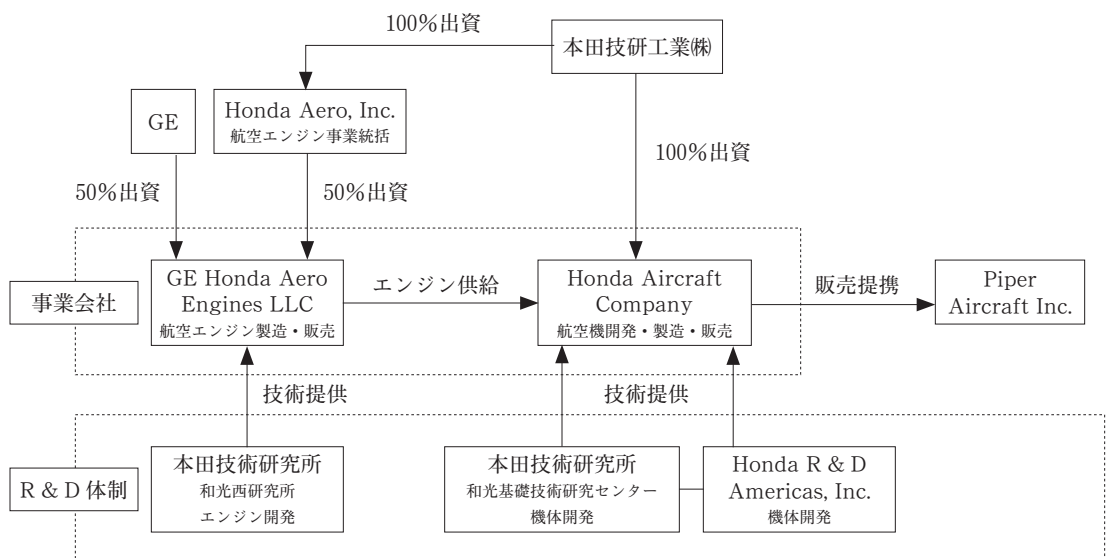 100％出資
本田技研工業㈱
GE
Honda Aero, Inc.
航空エンジン事業統括
100％出資
50％出資
50％出資
事業会社
GE Honda Aero
Engines LLC
航空エンジン製造・販売
エンジン供給
Honda Aircraft
Company
航空機開発・製造・販売
販売提携
Piper
Aircraft Inc.
技術提供
技術提供
R & D 体制
本田技術研究所
和光西研究所
エンジン開発
本田技術研究所
和光基礎技術研究センター
機体開発
Honda R & D
Americas, Inc.
機体開発